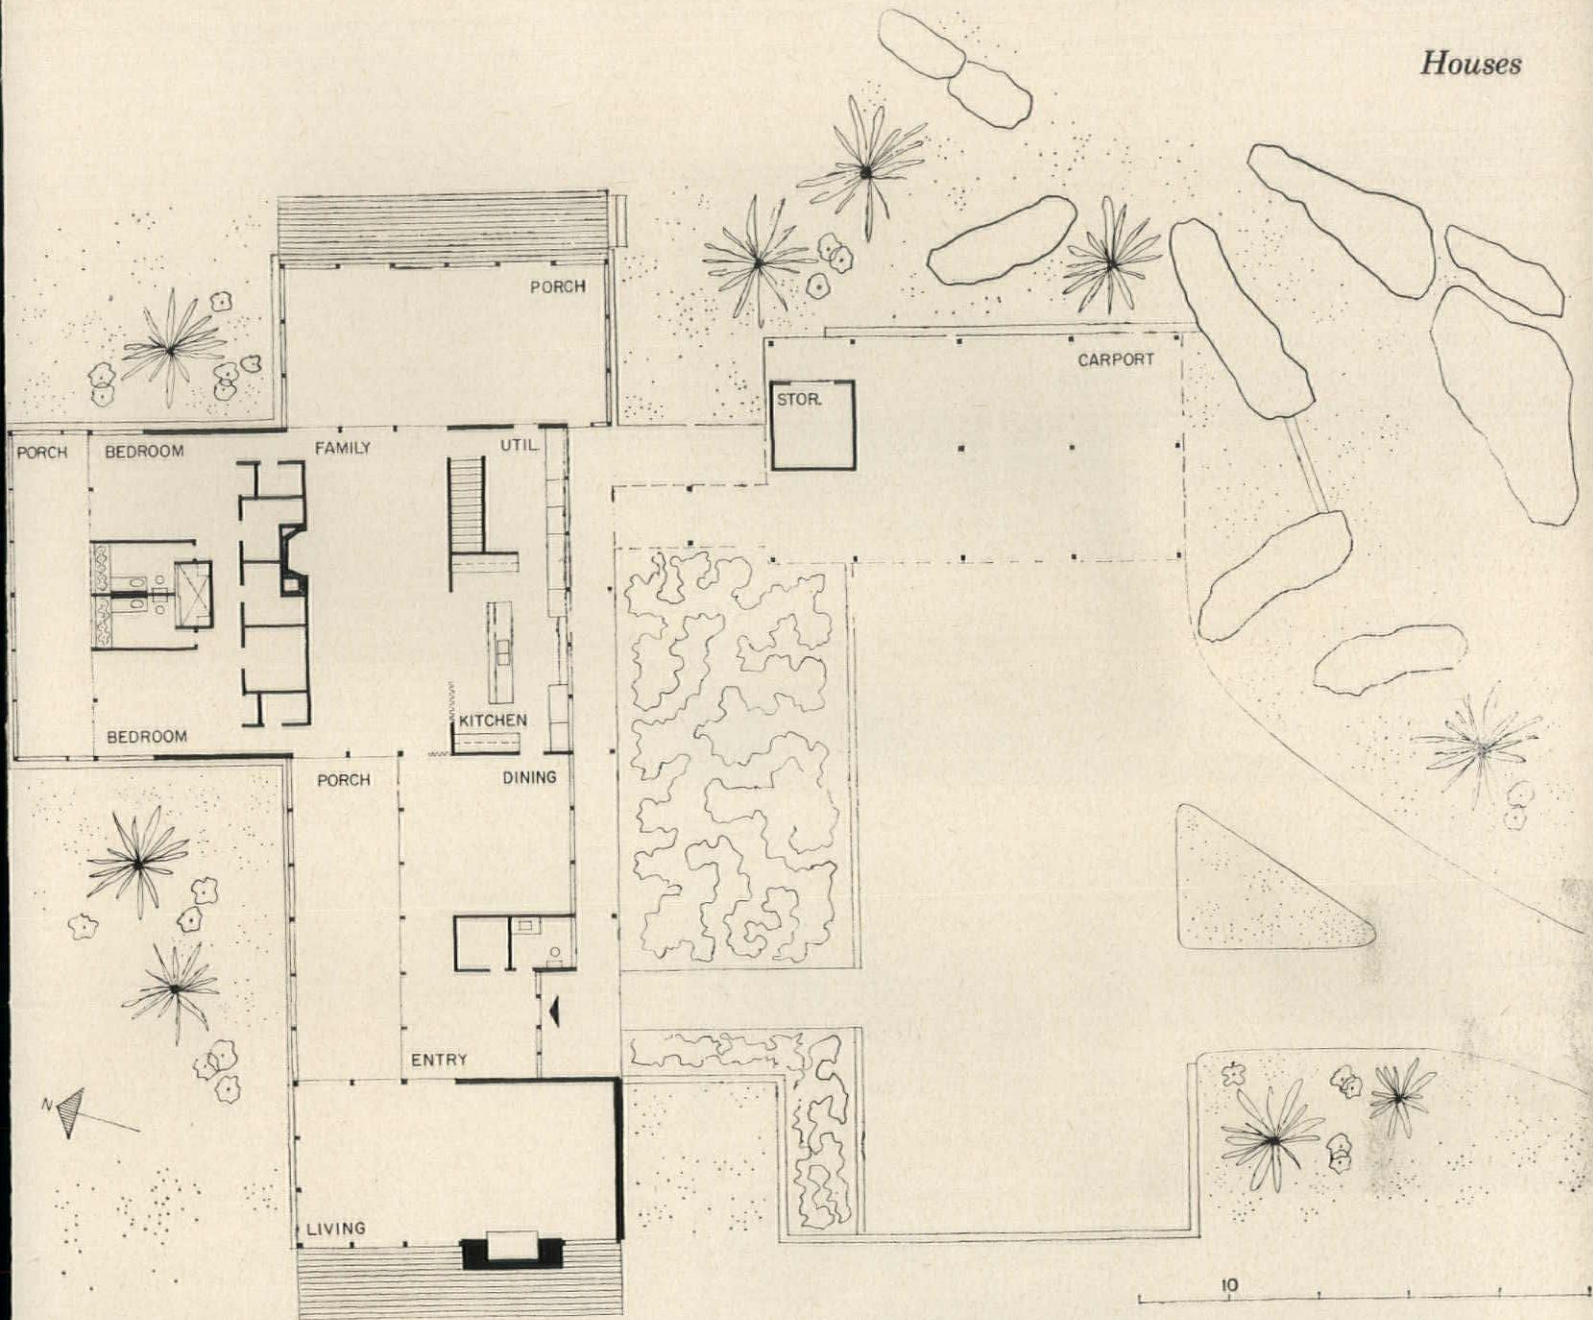 Houses
PORCH
CARPORT
STOR.
PORCH
BEDROOM
FAMILY
UTIL.
KITCHEN
BEDROOM
PORCH
DINING
ENTRY
N
LIVING
10